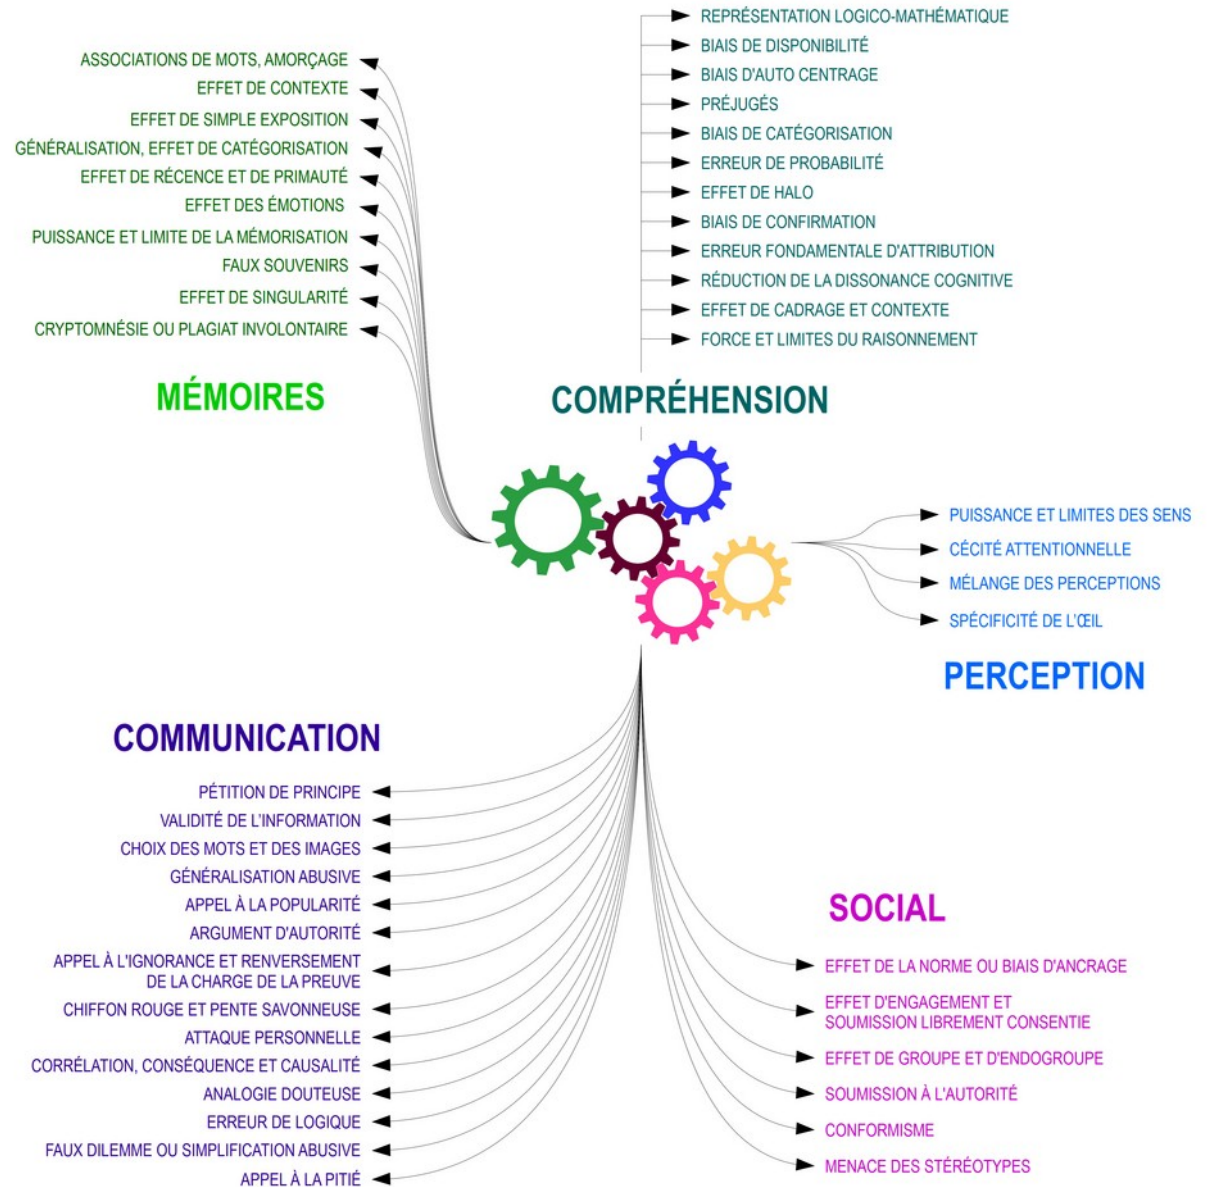 ASSOCIATIONS DE MOTS, AMORÇAGE
EFFET DE CONTEXTE
EFFET DE SIMPLE EXPOSITION
GÉNÉRALISATION, EFFET DE CATÉGORISATION
EFFET DE RÉCENCE ET DE PRIMAUTÉ
EFFET DES ÉMOTIONS
PUISSANCE ET LIMITE DE LA MÉMORISATION
FAUX SOUVENIRS
EFFET DE SINGULARITÉ
CRYPTOMNÉSIE OU PLAGIAT INVOLONTAIRE
MÉMOIRES
REPRÉSENTATION LOGICO-MATHÉMATIQUE
BIAIS DE DISPONIBILITÉ
BIAIS D'AUTO CENTRAGE
PRÉJUGÉS
BIAIS DE CATÉGORISATION
ERREUR DE PROBABILITÉ
EFFET DE HALO
BIAIS DE CONFIRMATION
ERREUR FONDAMENTALE D'ATTRIBUTION
RÉDUCTION DE LA DISSONANCE COGNITIVE
EFFET DE CADRAGE ET CONTEXTE
FORCE ET LIMITES DU RAISONNEMENT
COMPRÉHENSION
PUISSANCE ET LIMITES DES SENS
CÉCITÉ ATTENTIONNELLE
MÉLANGE DES PERCEPTIONS
SPÉCIFICITÉ DE L'ŒIL
PERCEPTION
COMMUNICATION
PÉTITION DE PRINCIPE
VALIDITÉ DE L'INFORMATION
CHOIX DES MOTS ET DES IMAGES
GÉNÉRALISATION ABUSIVE
APPEL À LA POPULARITÉ
ARGUMENT D'AUTORITÉ
APPEL À L'IGNORANCE ET RENVERSEMENT
DE LA CHARGE DE LA PREUVE
CHIFFON ROUGE ET PENTE SAVONNEUSE
ATTAQUE PERSONNELLE
CORRÉLATION, CONSÉQUENCE ET CAUSALITÉ
ANALOGIE DOUTEUSE
ERREUR DE LOGIQUE
FAUX DILEMME OU SIMPLIFICATION ABUSIVE
APPEL À LA PITIÉ
SOCIAL
EFFET DE LA NORME OU BIAIS D'ANCRAGE
EFFET D'ENGAGEMENT ET
SOUMISSION LIBREMENT CONSENTIE
EFFET DE GROUPE ET D'ENDOGROUPE
SOUMISSION À L'AUTORITÉ
CONFORMISME
MENACE DES STÉRÉOTYPES